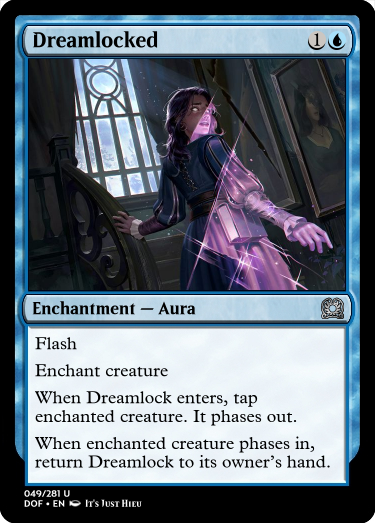 Dreamlocked 1
Enchantment — Aura
Flash
Enchant creature
When Dreamlock enters, tap
enchanted creature. It phases out.
When enchanted creature phases in,
return Dreamlock to its owner's hand.
049/281 U
DOF • EN It's Just Hieu